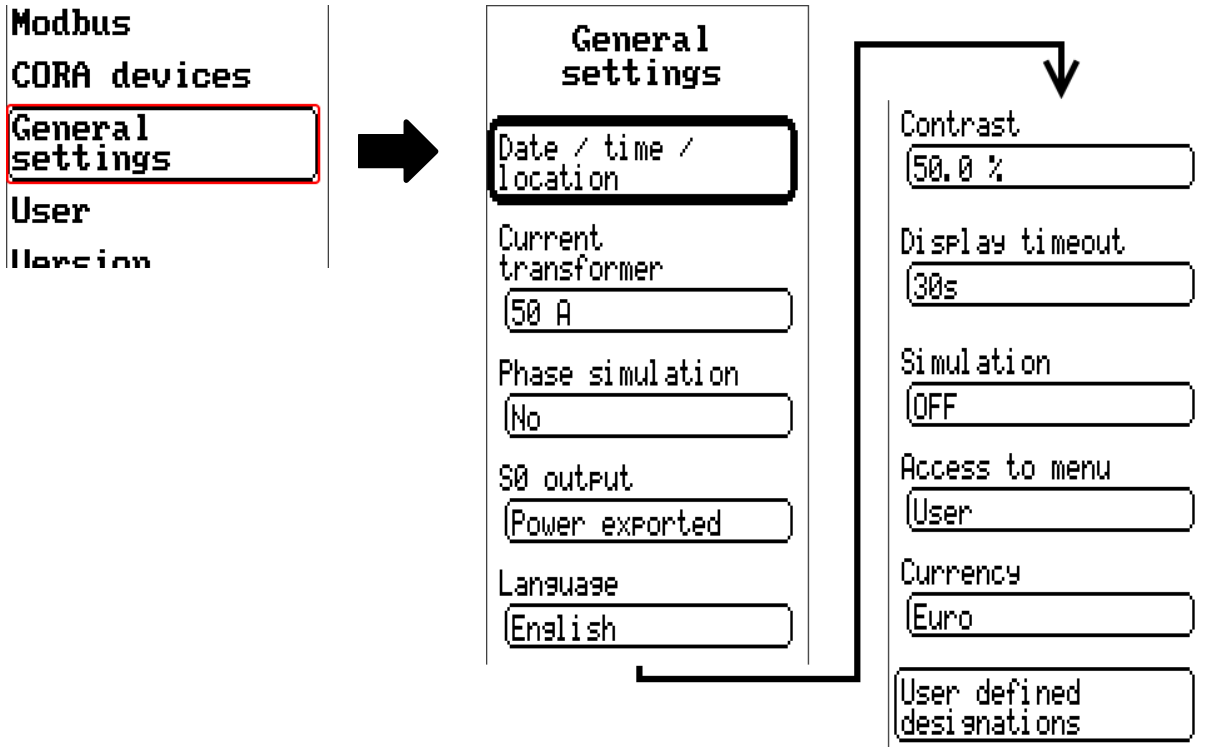 Modbus
CORA devices
General
settings
User
Version
General
settings
Date / time /
location
Current
transformer
50 A
Phase simulation
No
S0 output
Power exported
Language
English
Contrast
50.0 %
Display timeout
30s
Simulation
OFF
Access to menu
User
Currency
Euro
User defined
designations